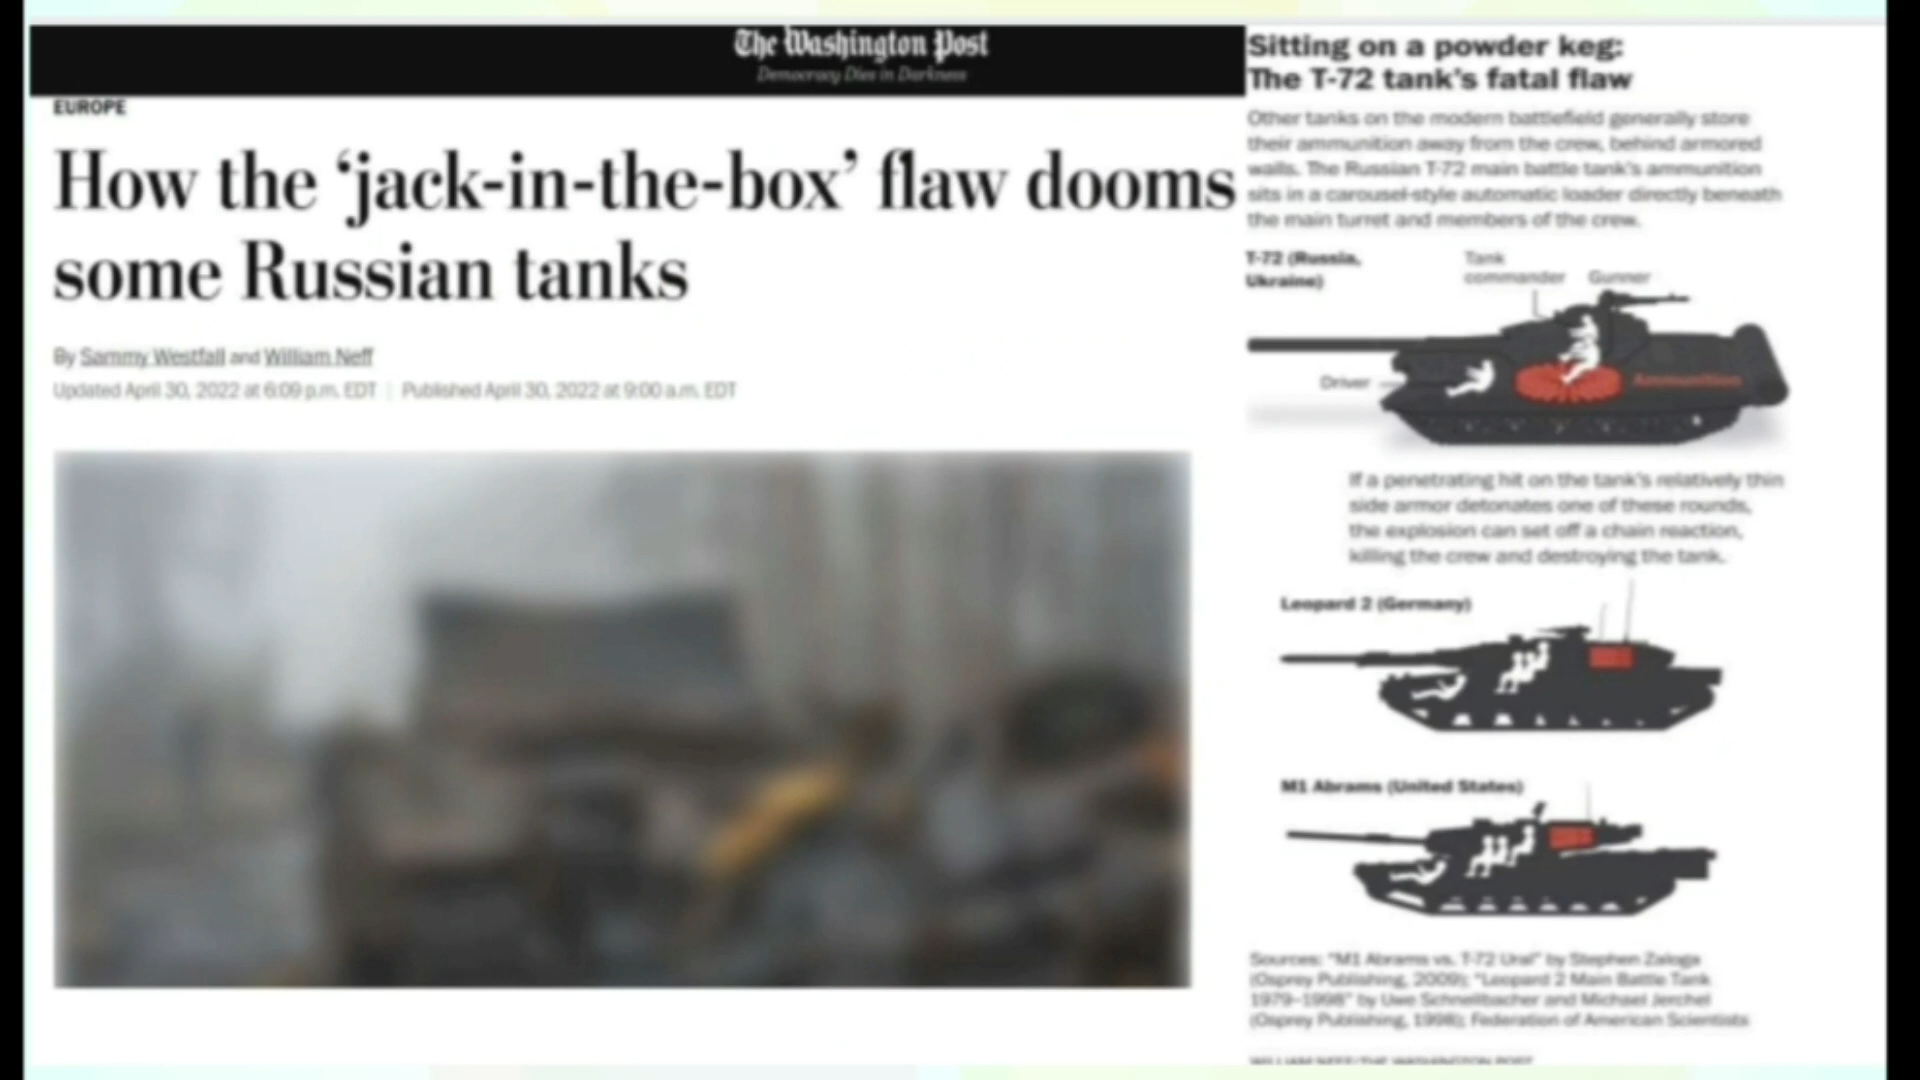 The Washington Post
Democracy Dies in Darkness
EUROPE
How the ‘jack-in-the-box’ flaw dooms
some Russian tanks
By Sammy Westfall and William Neff
Updated April 30, 2022 at 6:09 p.m. EDT | Published April 30, 2022 at 9:00 a.m. EDT
Sitting on a powder keg:
The T-72 tank's fatal flaw
Other tanks on the modern battlefield generally store
their ammunition away from the crew, behind armored
walls. The Russian T-72 main battle tank's ammunition
sits in a carousel-style automatic loader directly beneath
the main turret and members of the crew.
T-72 (Russia,
Ukraine)
Tank
commander
Gunner
Driver
Ammunition
If a penetrating hit on the tank's relatively thin
side armor detonates one of these rounds,
the explosion can set off a chain reaction,
killing the crew and destroying the tank.
Leopard 2 (Germany)
M1 Abrams (United States)
Sources: "M1 Abrams vs. T-72 Ural" by Stephen Zaloga
(Osprey Publishing, 2009); "Leopard 2 Main Battle Tank
1979–1998" by Uwe Schnellbacher and Michael Jerchel
(Osprey Publishing, 1998); Federation of American Scientists
WILLIAM NEFF/THE WASHINGTON POST